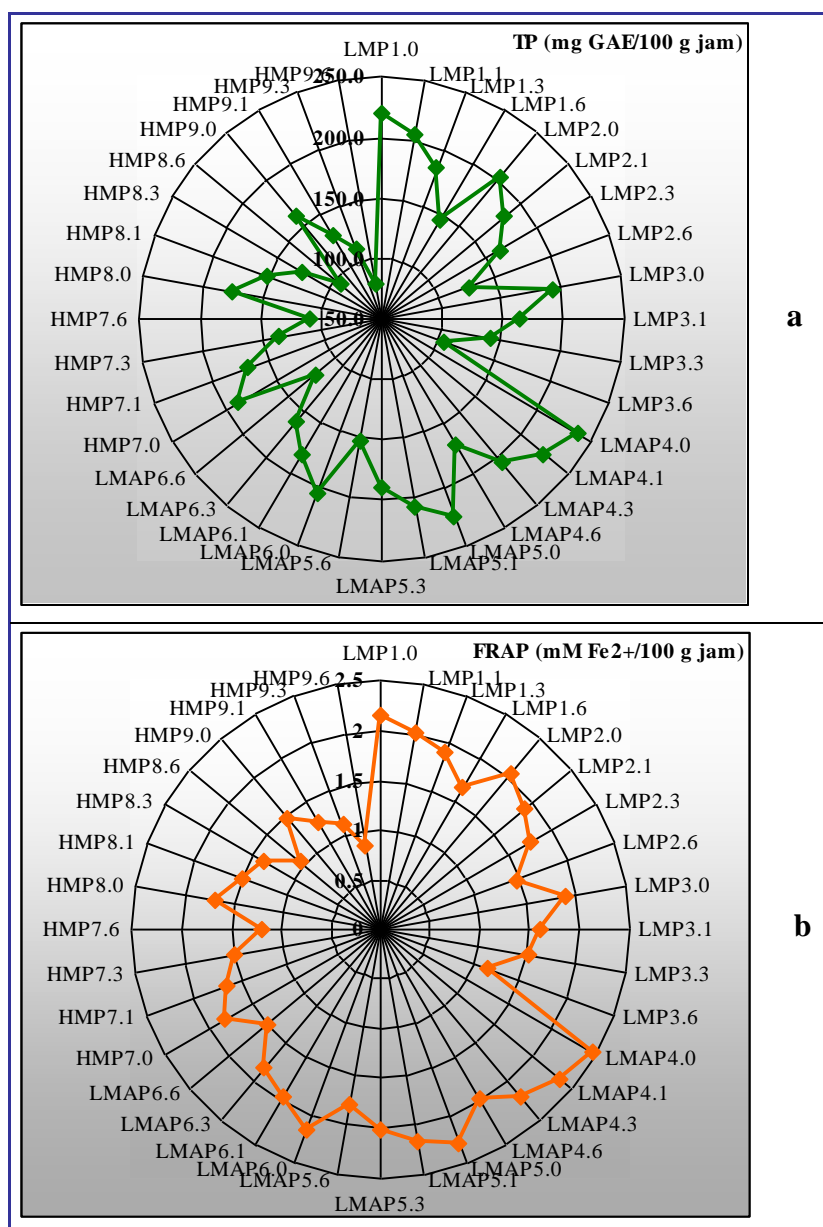 TP (mg GAE/100 g jam)
LMP1.0
LMP1.1
LMP1.3
LMP1.6
LMP2.0
LMP2.1
LMP2.3
LMP2.6
LMP3.0
LMP3.1
LMP3.3
LMP3.6
LMAP4.0
LMAP4.1
LMAP4.3
LMAP4.6
LMAP5.0
LMAP5.1
LMAP5.3
LMAP5.6
LMAP6.0
LMAP6.1
LMAP6.3
LMAP6.6
HMP7.0
HMP7.1
HMP7.3
HMP7.6
HMP8.0
HMP8.1
HMP8.3
HMP8.6
HMP9.0
HMP9.1
HMP9.3
HMP9.6
250.0
200.0
150.0
100.0
50.0
a
FRAP (mM Fe2+/100 g jam)
LMP1.0
LMP1.1
LMP1.3
LMP1.6
LMP2.0
LMP2.1
LMP2.3
LMP2.6
LMP3.0
LMP3.1
LMP3.3
LMP3.6
LMAP4.0
LMAP4.1
LMAP4.3
LMAP4.6
LMAP5.0
LMAP5.1
LMAP5.3
LMAP5.6
LMAP6.0
LMAP6.1
LMAP6.3
LMAP6.6
HMP7.0
HMP7.1
HMP7.3
HMP7.6
HMP8.0
HMP8.1
HMP8.3
HMP8.6
HMP9.0
HMP9.1
HMP9.3
HMP9.6
2.5
2
1.5
1
0.5
0
b